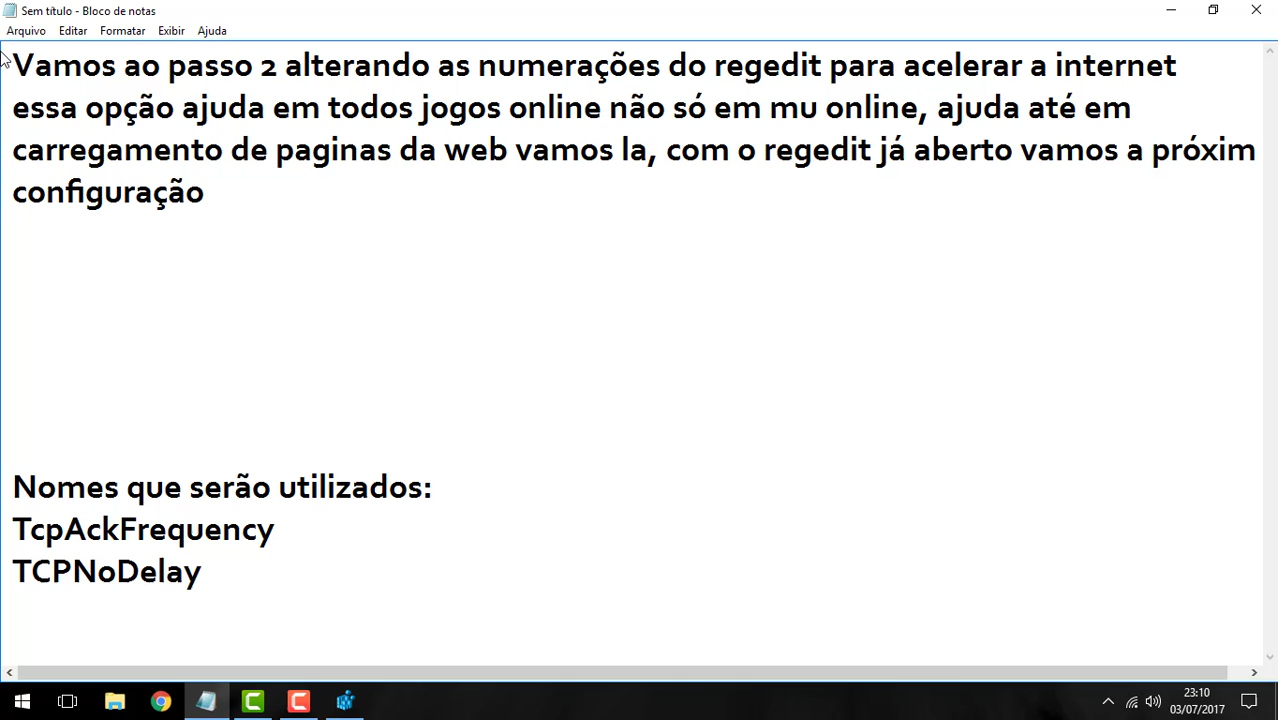 Sem título - Bloco de notas
Arquivo Editar Formatar Exibir Ajuda
Vamos ao passo 2 alterando as numerações do regedit para acelerar a internet
essa opção ajuda em todos jogos online não só em mu online, ajuda até em
carregamento de paginas da web vamos la, com o regedit já aberto vamos a próxim
configuração
Nomes que serão utilizados:
TcpAckFrequency
TCPNoDelay
23:10
03/07/2017